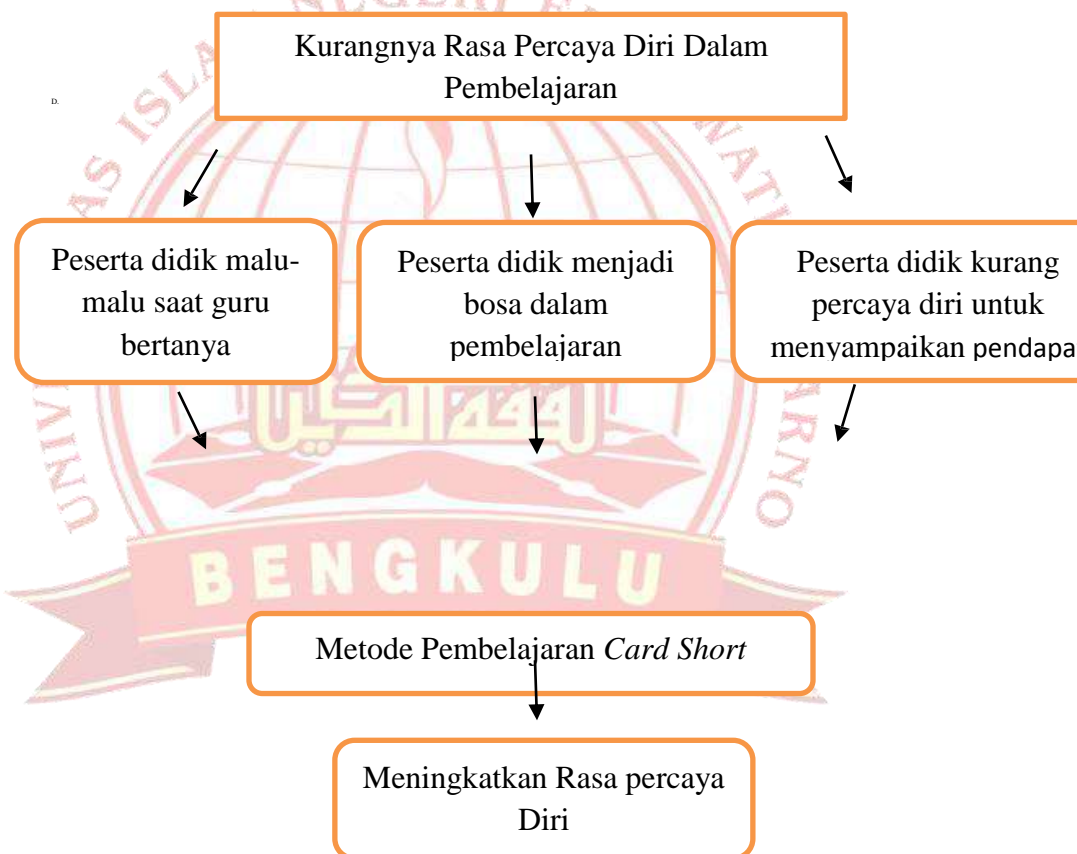 Kurangnya Rasa Percaya Diri Dalam
Pembelajaran
D.
Peserta didik malu-
malu saat guru
bertanya
Peserta didik menjadi
bosa dalam
pembelajaran
Peserta didik kurang
percaya diri untuk
menyampaikan pendapa
BENGKULU
Metode Pembelajaran Card Short
Meningkatkan Rasa percaya
Diri